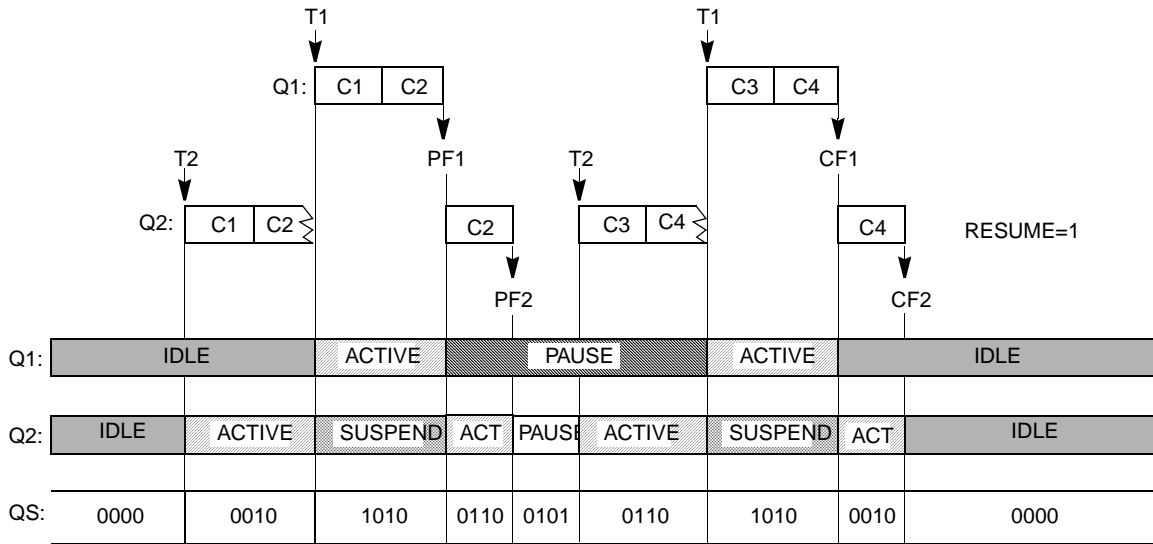 T1 T1
Q1: C1 C2 C3 C4
T2 PF1 T2 CF1
Q2: C1 C2 C2 C3 C4 C4 RESUME=1
PF2 CF2
Q1: IDLE ACTIVE PAUSE ACTIVE IDLE
Q2: IDLE ACTIVE SUSPEND ACT PAUSE ACTIVE SUSPEND ACT IDLE
QS: 0000 0010 1010 0110 0101 0110 1010 0010 0000